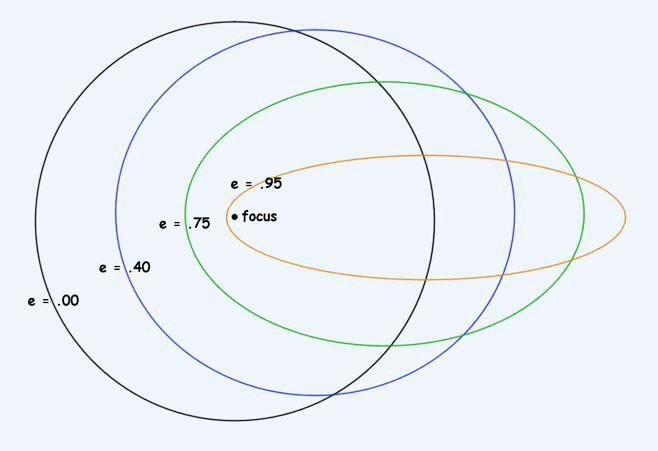 e = .95
focus
e = .75
e = .40
e = .00